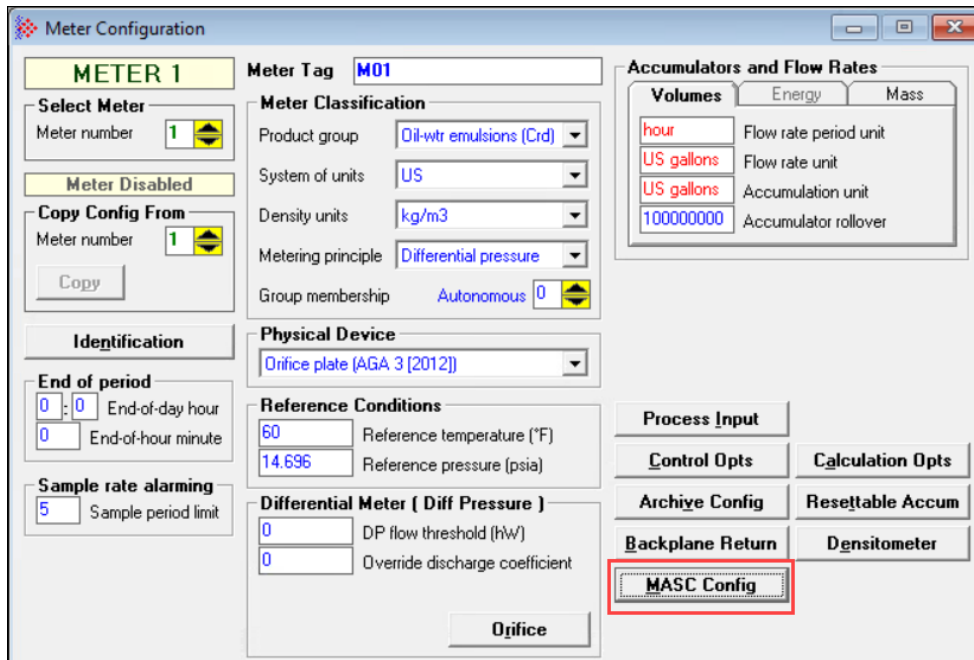 Meter Configuration
METER 1
Select Meter
Meter number 1
Meter Disabled
Copy Config From
Meter number 1
Copy
Identification
End of period
0 : 0 End-of-day hour
0 End-of-hour minute
Sample rate alarming
5 Sample period limit
Meter Tag M01
Meter Classification
Product group Oil-wtr emulsions (Crd)
System of units US
Density units kg/m3
Metering principle Differential pressure
Group membership Autonomous 0
Physical Device
Orifice plate (AGA 3 [2012])
Reference Conditions
60 Reference temperature (°F)
14.696 Reference pressure (psia)
Differential Meter ( Diff Pressure )
0 DP flow threshold (hW)
0 Override discharge coefficient
Orifice
Accumulators and Flow Rates
Volumes Energy Mass
hour Flow rate period unit
US gallons Flow rate unit
US gallons Accumulation unit
100000000 Accumulator rollover
Process Input
Control Opts Calculation Opts
Archive Config Resettable Accum
Backplane Return Densitometer
MASC Config